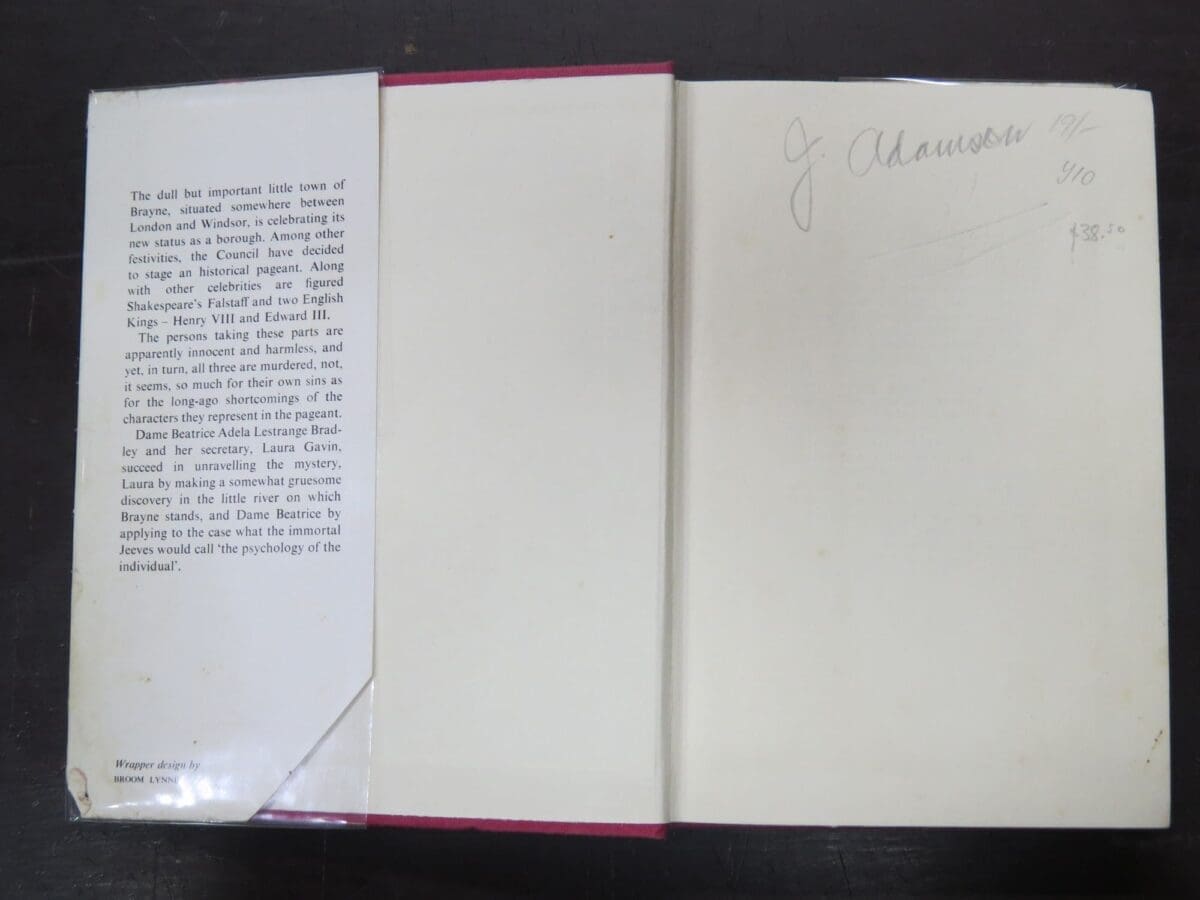 The dull but important little town of
Brayne, situated somewhere between
London and Windsor, is celebrating its
new status as a borough. Among other
festivities, the Council have decided
to stage an historical pageant. Along
with other celebrities are figured
Shakespeare's Falstaff and two English
Kings – Henry VIII and Edward III.
The persons taking these parts are
apparently innocent and harmless, and
yet, in turn, all three are murdered, not,
it seems, so much for their own sins as
for the long-ago shortcomings of the
characters they represent in the pageant.
Dame Beatrice Adela Lestrange Brad-
ley and her secretary, Laura Gavin,
succeed in unravelling the mystery,
Laura by making a somewhat gruesome
discovery in the little river on which
Brayne stands, and Dame Beatrice by
applying to the case what the immortal
Jeeves would call 'the psychology of the
individual'.
Wrapper design by
BROOM LYNNE
J. Adamson 19/-
$38.50